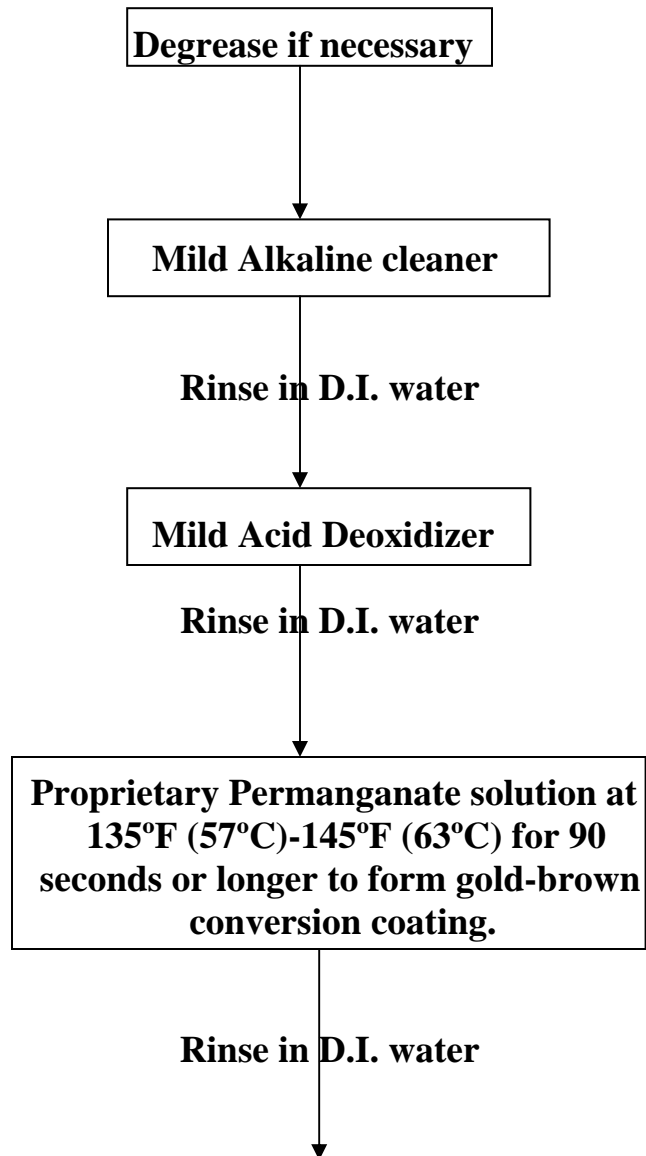 Degrease if necessary
Mild Alkaline cleaner
Rinse in D.I. water
Mild Acid Deoxidizer
Rinse in D.I. water
Proprietary Permanganate solution at
135ºF (57ºC)-145ºF (63ºC) for 90
seconds or longer to form gold-brown
conversion coating.
Rinse in D.I. water